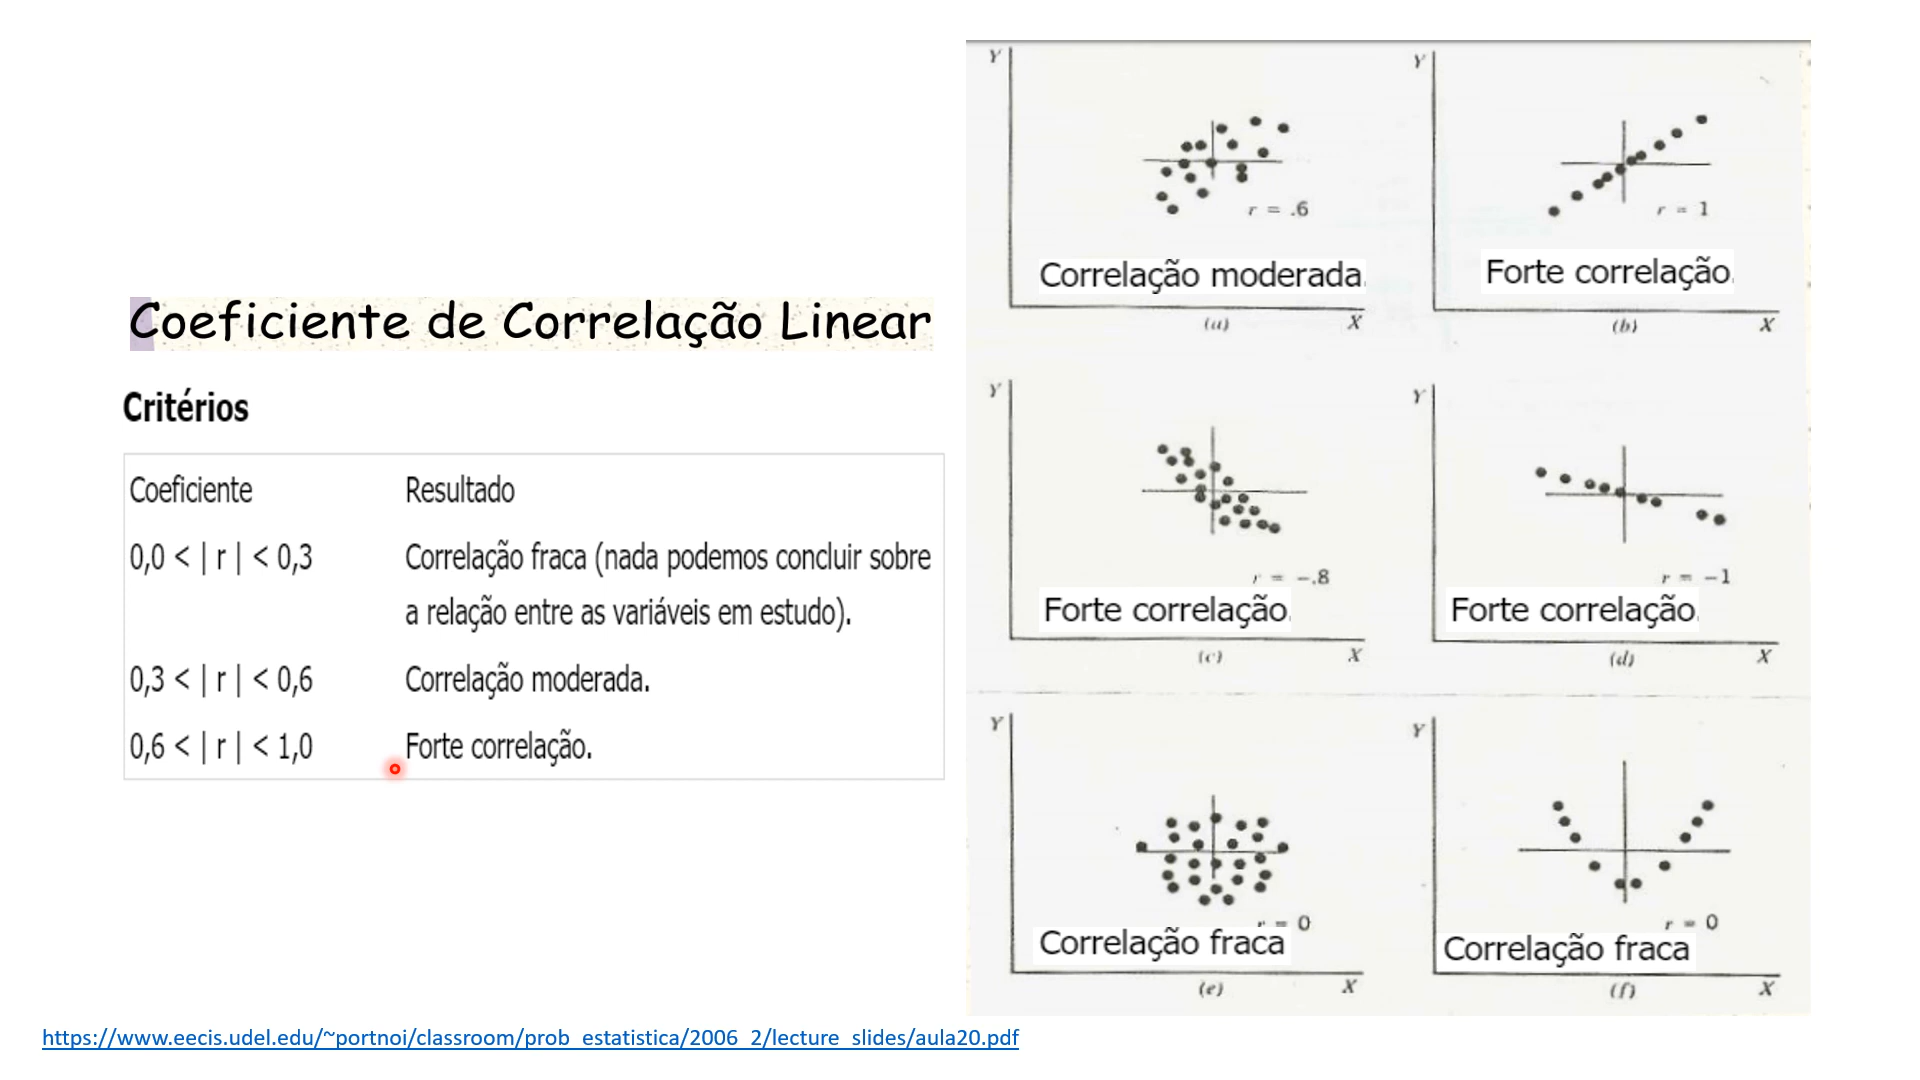 Coeficiente de Correlação Linear
Critérios
Coeficiente Resultado
0,0 < | r | < 0,3 Correlação fraca (nada podemos concluir sobre
a relação entre as variáveis em estudo).
0,3 < | r | < 0,6 Correlação moderada.
0,6 < | r | < 1,0 Forte correlação.
Y
r = .6
Correlação moderada.
(a) X
Y
r = 1
Forte correlação.
(b) X
Y
r = -.8
Forte correlação.
(c) X
Y
r = -1
Forte correlação.
(d) X
Y
r = 0
Correlação fraca
(e) X
Y
r = 0
Correlação fraca
(f) X
https://www.eecis.udel.edu/~portnoi/classroom/prob_estatistica/2006_2/lecture_slides/aula20.pdf